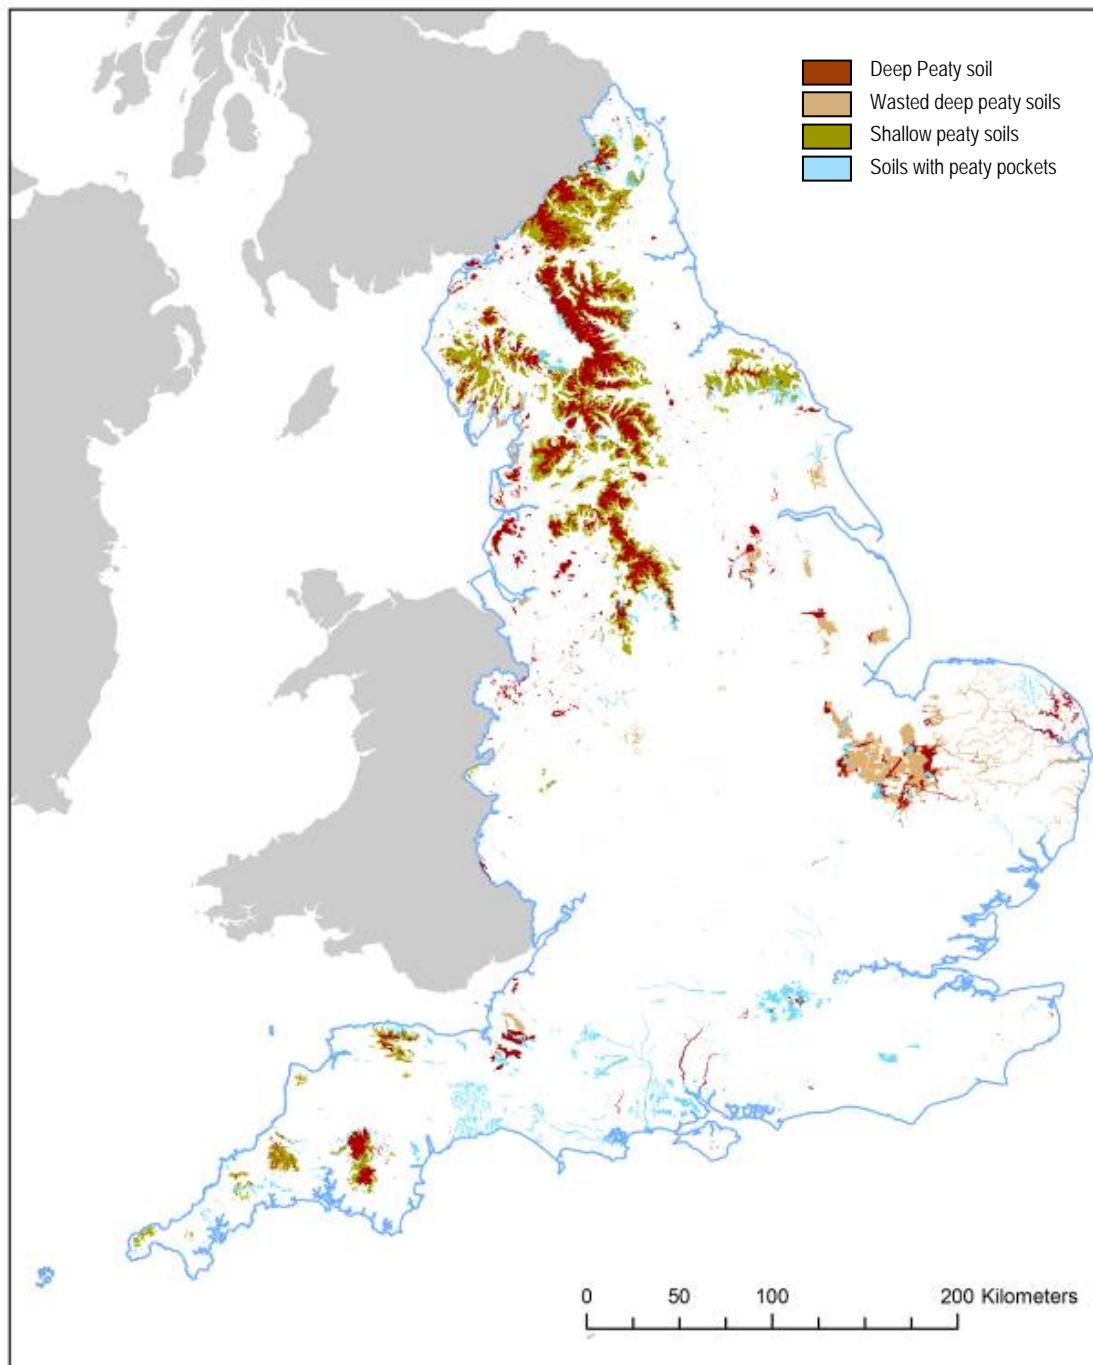 Deep Peaty soil
Wasted deep peaty soils
Shallow peaty soils
Soils with peaty pockets
0 50 100 200 Kilometers